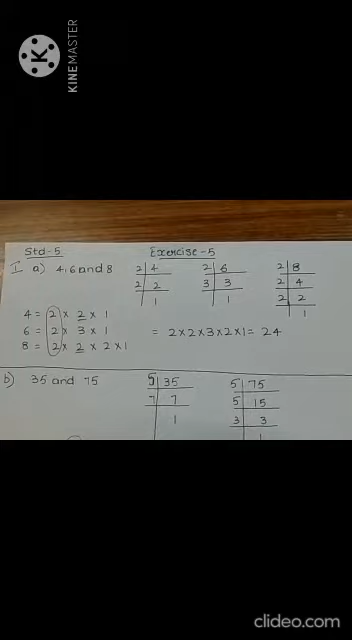 KINEMASTER
Std-5 Exercise-5
I a) 4,6 and 8
2 4
2 2
1
2 6
3 3
1
2 8
2 4
2 2
1
4 = 2 × 2 × 1
6 = 2 × 3 × 1
8 = 2 × 2 × 2 × 1
= 2×2×3×2×1= 24
b) 35 and 75
5 35
7 7
1
5 75
5 15
3 3
1
clideo.com